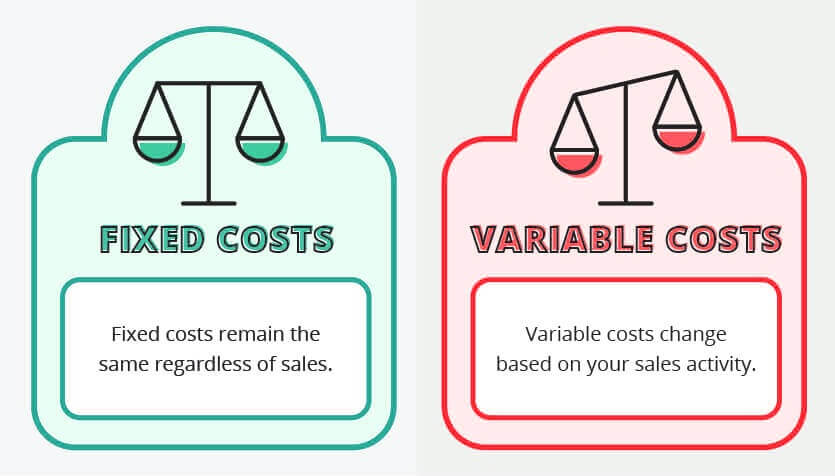 FIXED COSTS
Fixed costs remain the
same regardless of sales.
VARIABLE COSTS
Variable costs change
based on your sales activity.